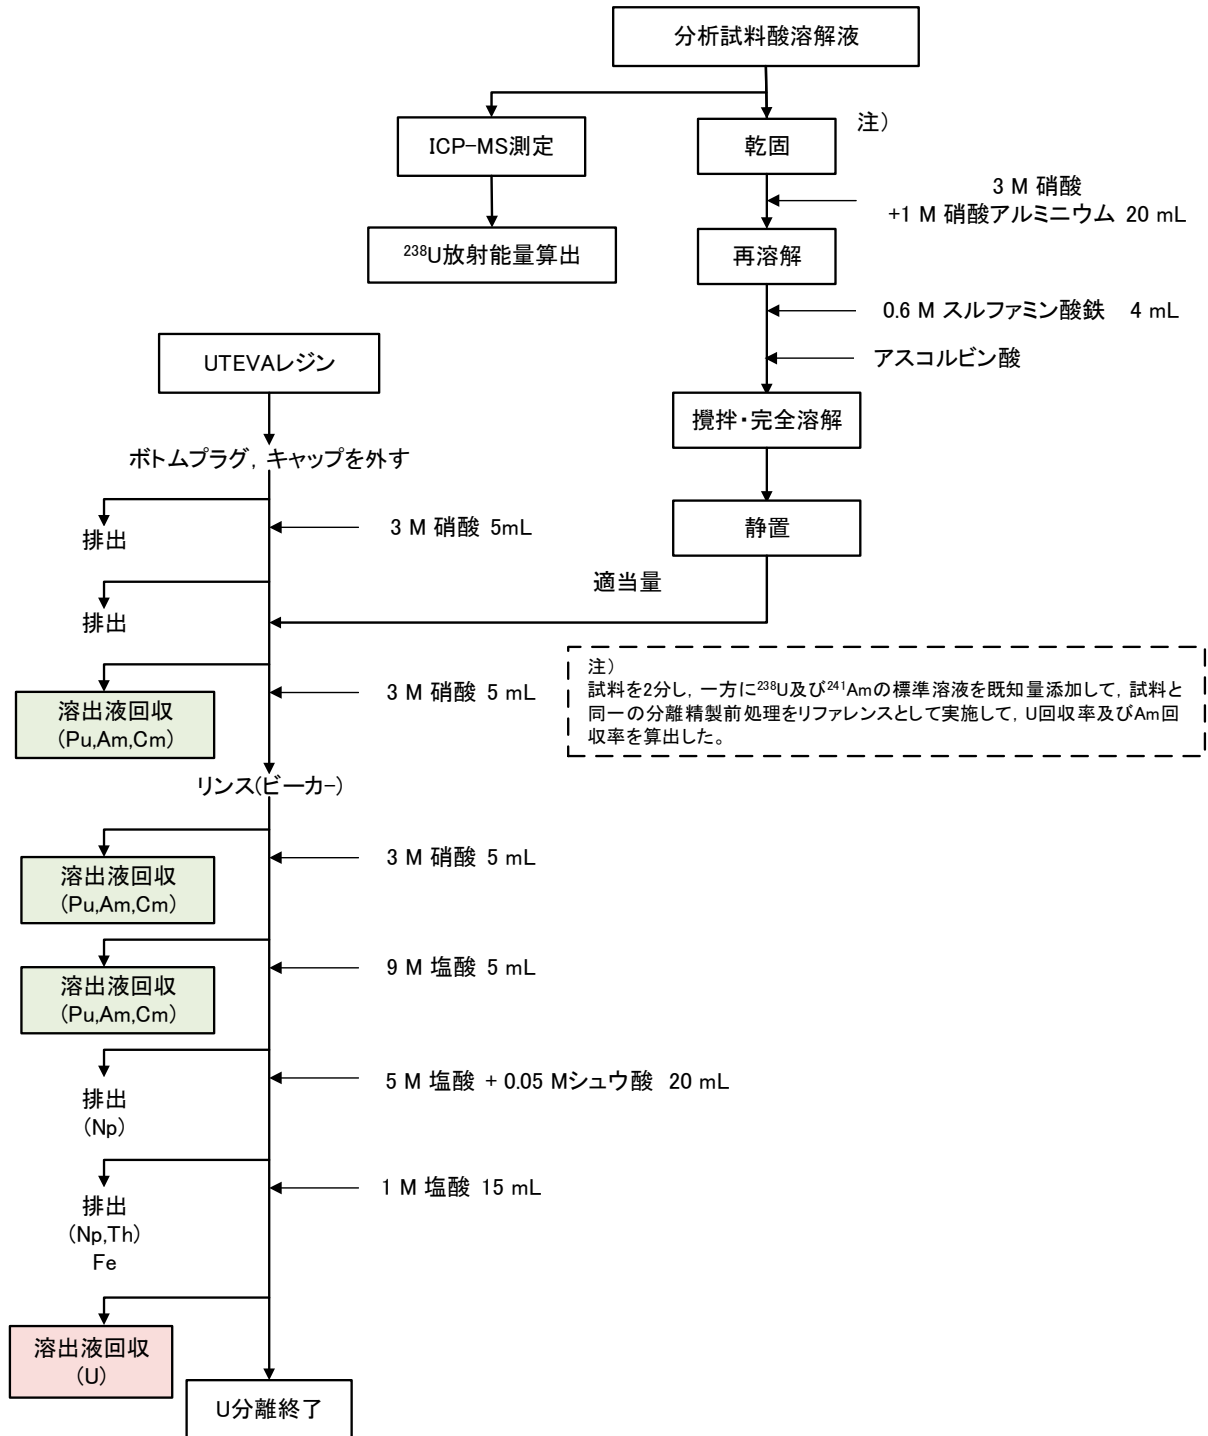 分析試料酸溶解液
ICP-MS測定
乾固
注）
3 M 硝酸
+1 M 硝酸アルミニウム 20 mL
²³⁸U放射能量算出
再溶解
0.6 M スルファミン酸鉄 4 mL
アスコルビン酸
UTEVAレジン
攪拌・完全溶解
ボトムプラグ，キャップを外す
静置
3 M 硝酸 5mL
排出
適当量
排出
注）
試料を2分し，一方に²³⁸U及び²⁴¹Amの標準溶液を既知量添加して，試料と
同一の分離精製前処理をリファレンスとして実施して，U回収率及びAm回
収率を算出した。
3 M 硝酸 5 mL
溶出液回収
(Pu,Am,Cm)
リンス(ビーカー)
3 M 硝酸 5 mL
溶出液回収
(Pu,Am,Cm)
9 M 塩酸 5 mL
溶出液回収
(Pu,Am,Cm)
5 M 塩酸 + 0.05 Mシュウ酸 20 mL
排出
(Np)
1 M 塩酸 15 mL
排出
(Np,Th)
Fe
溶出液回収
(U)
U分離終了